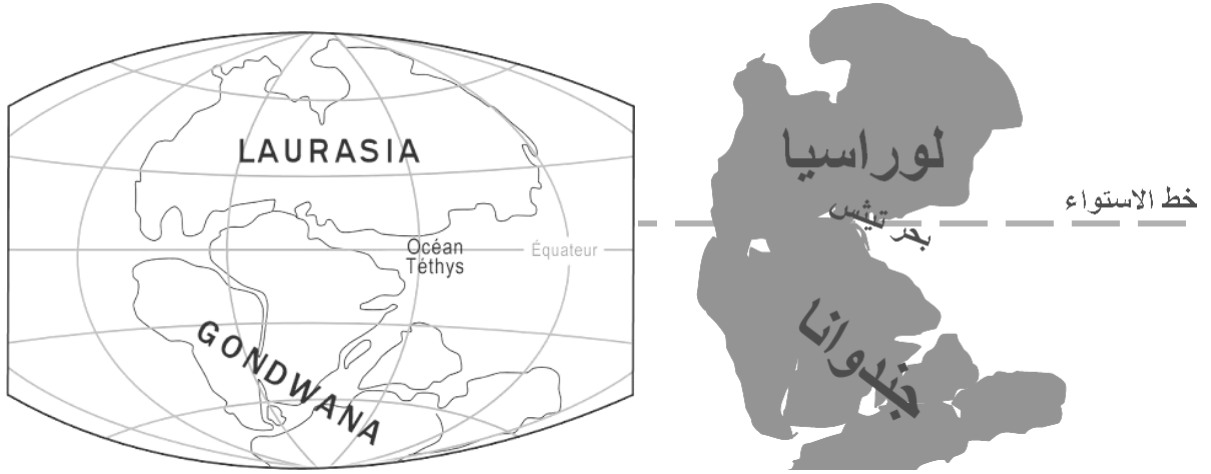 LAURASIA
Océan
Téthys
Équateur
GONDWANA
لوراسيا
بحر تيثس
خط الاستواء
جندوانا